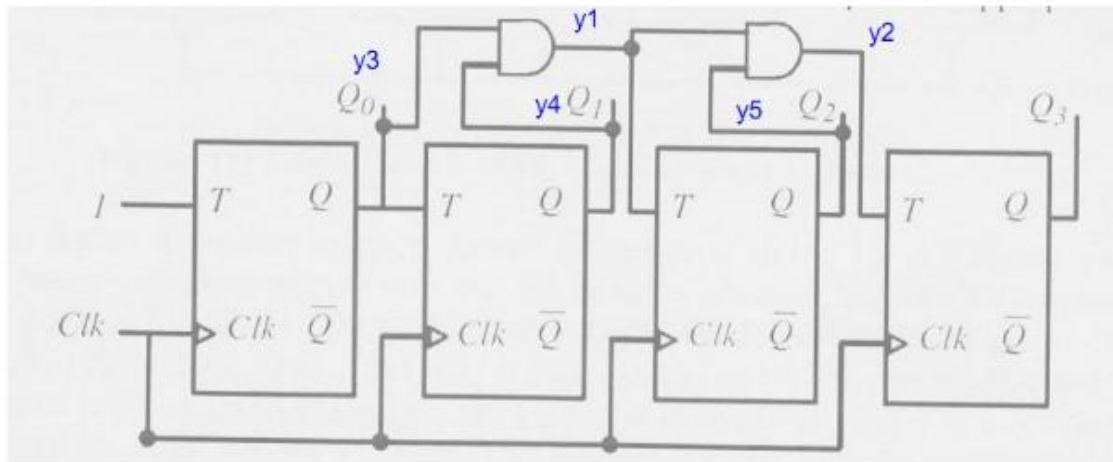 y1
y2
y3
y4
y5
Q0
Q1
Q2
Q3
1
T Q
T Q
T Q
T Q
Clk
Clk Q̅
Clk Q̅
Clk Q̅
Clk Q̅